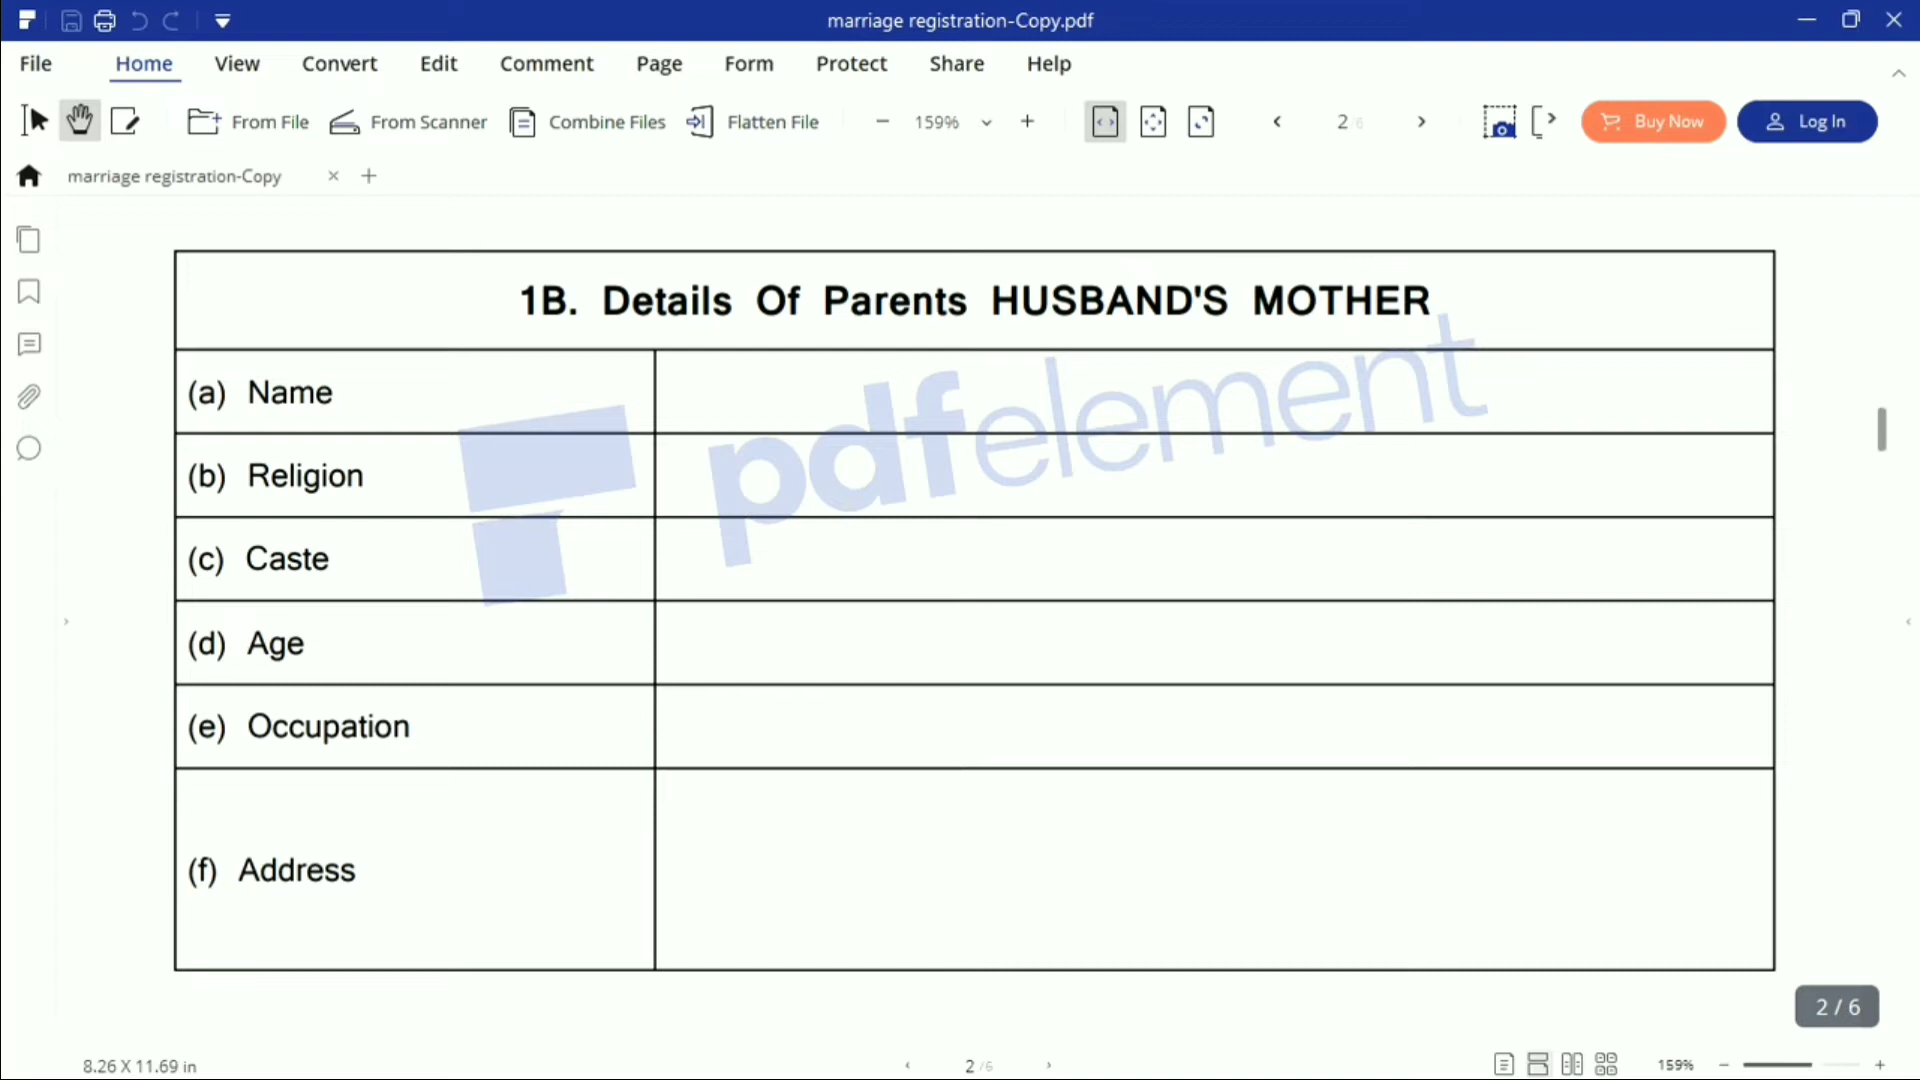 marriage registration-Copy.pdf
File Home View Convert Edit Comment Page Form Protect Share Help
From File From Scanner Combine Files Flatten File 159% 2 /6 Buy Now Log In
marriage registration-Copy
1B. Details Of Parents HUSBAND'S MOTHER
(a) Name
(b) Religion
(c) Caste
(d) Age
(e) Occupation
(f) Address
pdfelement
2 / 6
8.26 X 11.69 in 2 /6 159%